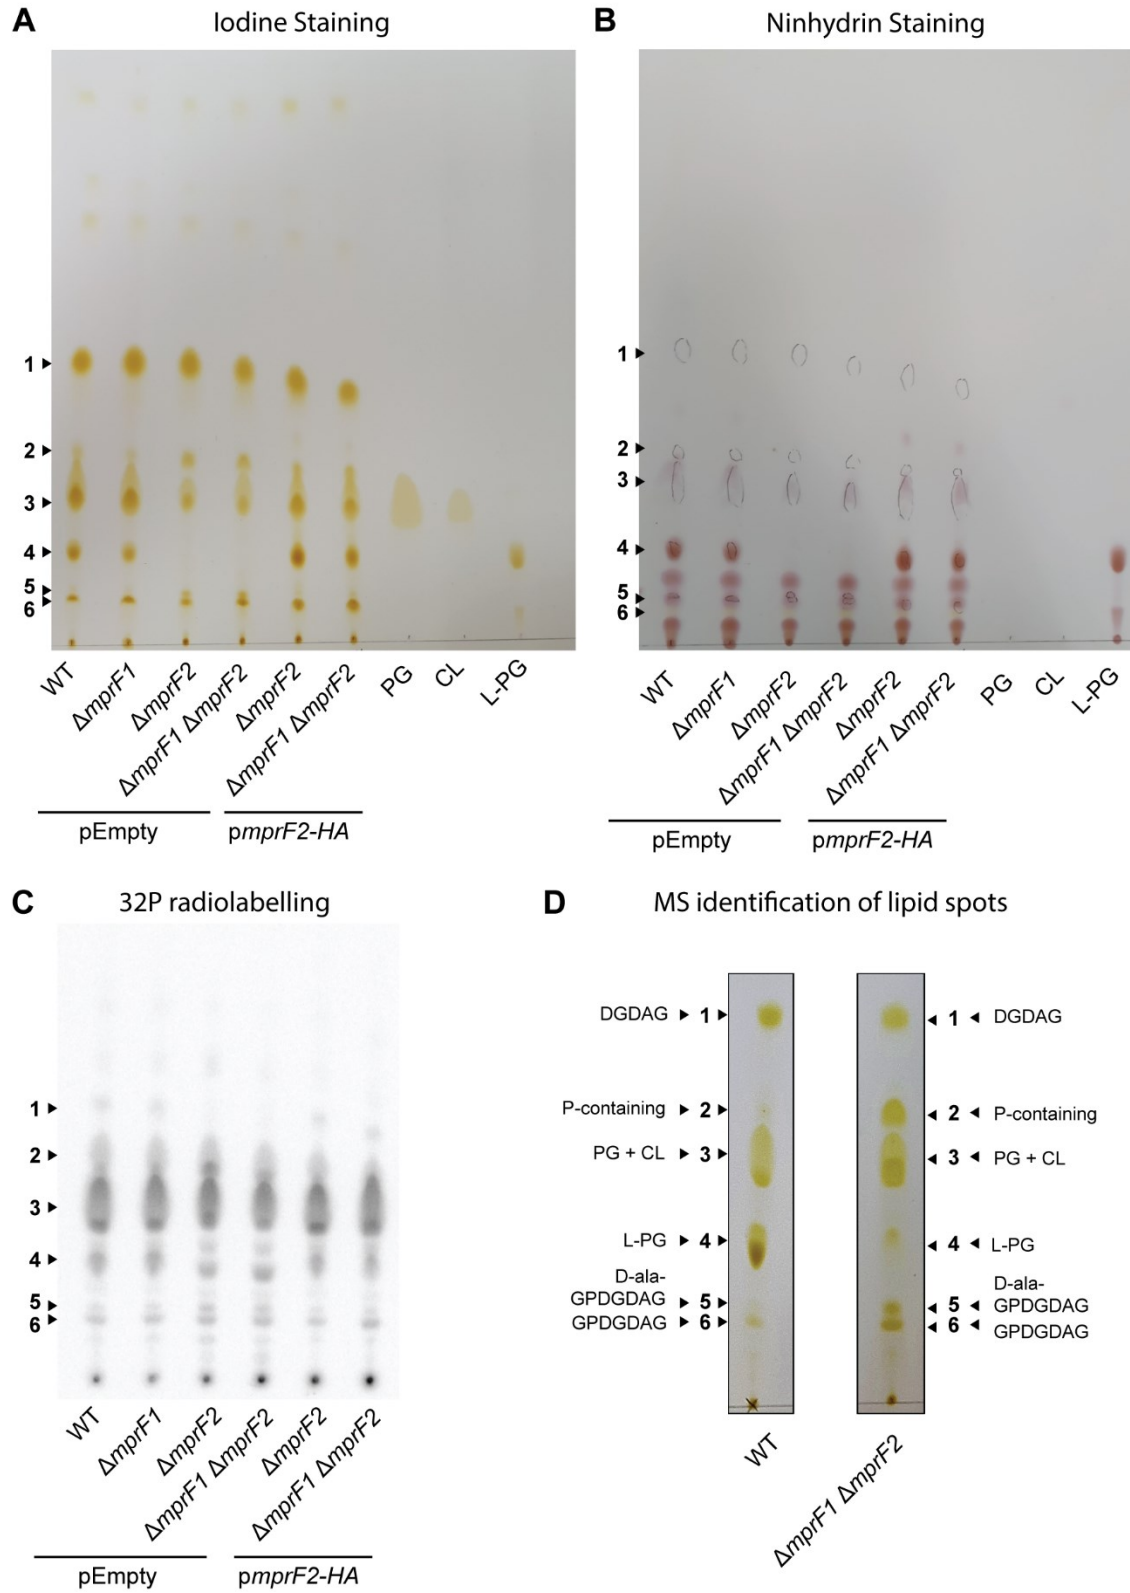 A
Iodine Staining
1
2
3
4
5
6
WT
ΔmprF1
ΔmprF2
ΔmprF1 ΔmprF2
ΔmprF2
ΔmprF1 ΔmprF2
PG
CL
L-PG
pEmpty
pmprF2-HA
B
Ninhydrin Staining
1
2
3
4
5
6
WT
ΔmprF1
ΔmprF2
ΔmprF1 ΔmprF2
ΔmprF2
ΔmprF1 ΔmprF2
PG
CL
L-PG
pEmpty
pmprF2-HA
C
32P radiolabelling
1
2
3
4
5
6
WT
ΔmprF1
ΔmprF2
ΔmprF1 ΔmprF2
ΔmprF2
ΔmprF1 ΔmprF2
pEmpty
pmprF2-HA
D
MS identification of lipid spots
DGDAG 1
P-containing 2
PG + CL 3
L-PG 4
D-ala-
GPDGDAG 5
GPDGDAG 6
1 DGDAG
2 P-containing
3 PG + CL
4 L-PG
D-ala-
5 GPDGDAG
6 GPDGDAG
WT
ΔmprF1 ΔmprF2